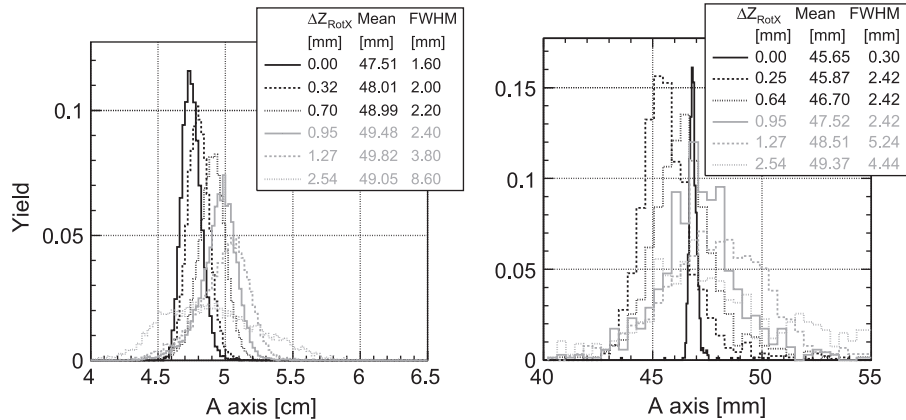 ΔZRotX Mean FWHM
[mm] [mm] [mm]
0.00 47.51 1.60
0.32 48.01 2.00
0.70 48.99 2.20
0.95 49.48 2.40
1.27 49.82 3.80
2.54 49.05 8.60
Yield
0.1
0.05
0
4 4.5 5 5.5 6 6.5
A axis [cm]
ΔZRotX Mean FWHM
[mm] [mm] [mm]
0.00 45.65 0.30
0.25 45.87 2.42
0.64 46.70 2.42
0.95 47.52 2.42
1.27 48.51 5.24
2.54 49.37 4.44
0.15
0.1
0.05
0
40 45 50 55
A axis [mm]